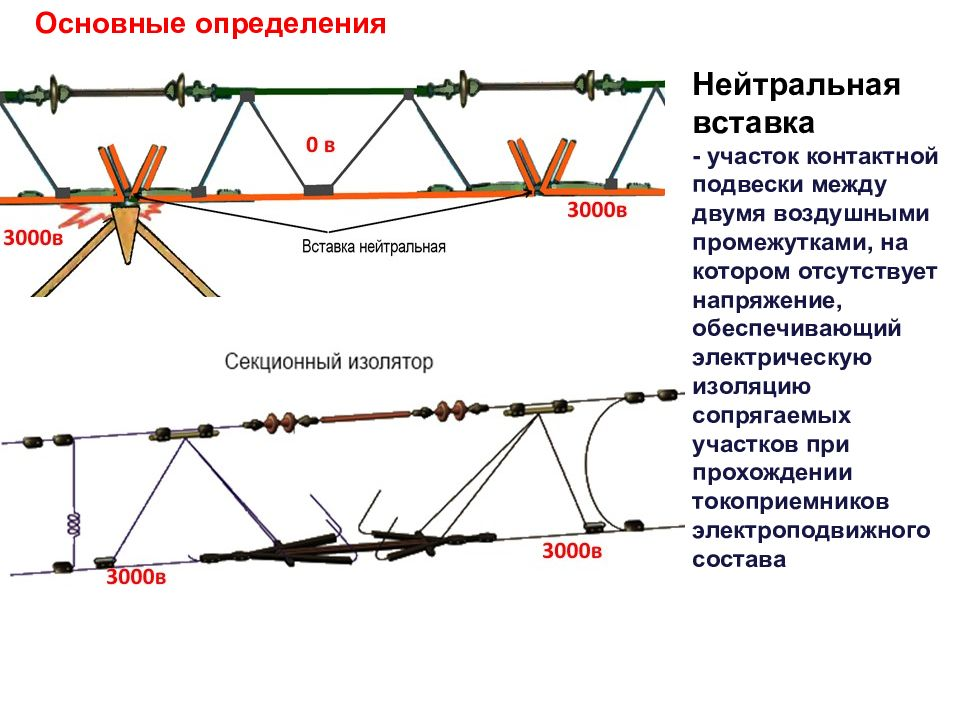 Основные определения
0 в
3000в
3000в
Вставка нейтральная
Секционный изолятор
3000в
3000в
Нейтральная
вставка
- участок контактной
подвески между
двумя воздушными
промежутками, на
котором отсутствует
напряжение,
обеспечивающий
электрическую
изоляцию
сопрягаемых
участков при
прохождении
токоприемников
электроподвижного
состава